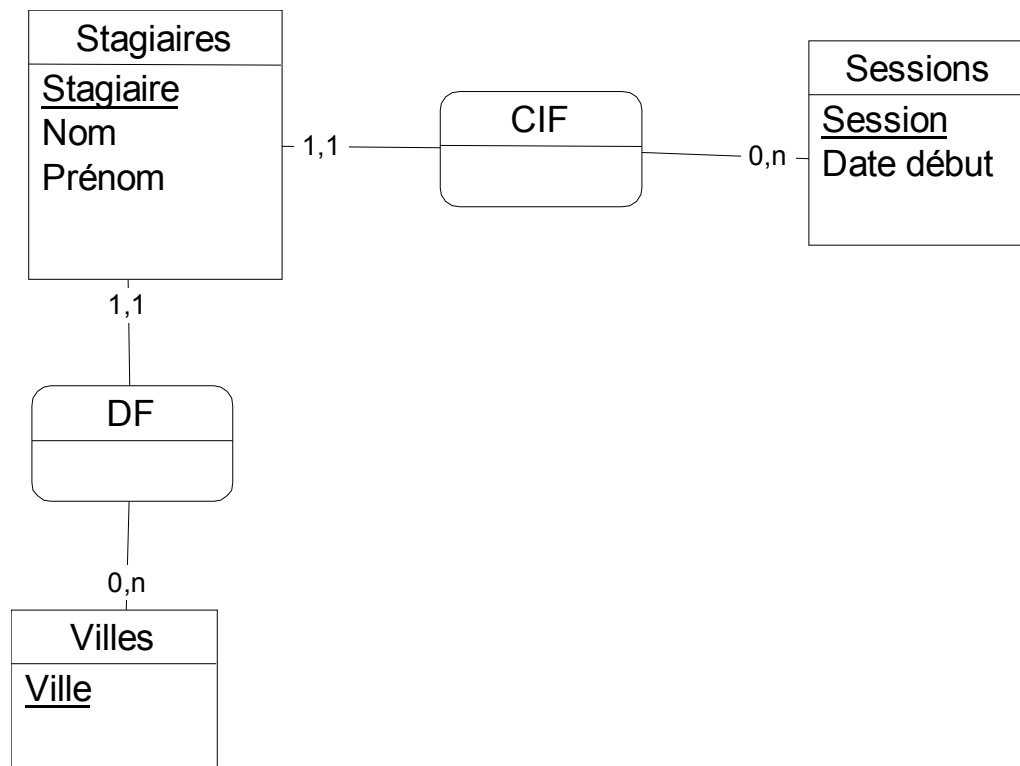 Stagiaires
Stagiaire
Nom
Prénom
1,1
CIF
0,n
Sessions
Session
Date début
1,1
DF
0,n
Villes
Ville